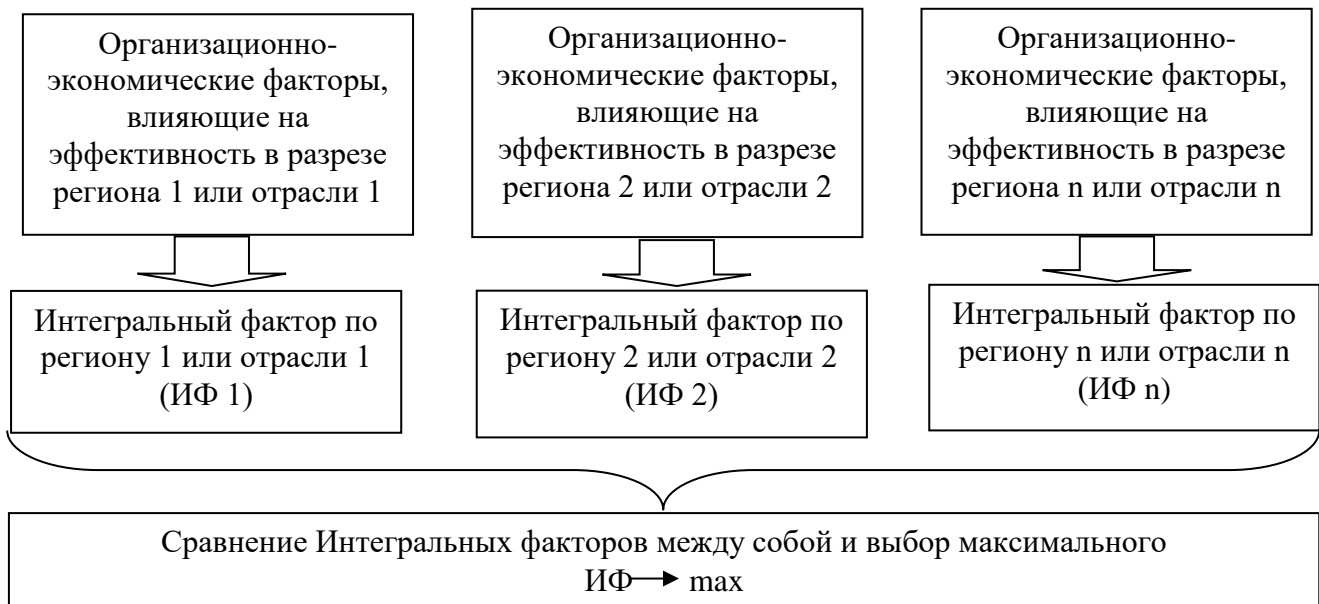 Организационно-
экономические факторы,
влияющие на
эффективность в разрезе
региона 1 или отрасли 1
Организационно-
экономические факторы,
влияющие на
эффективность в разрезе
региона 2 или отрасли 2
Организационно-
экономические факторы,
влияющие на
эффективность в разрезе
региона n или отрасли n
Интегральный фактор по
региону 1 или отрасли 1
(ИФ 1)
Интегральный фактор по
региону 2 или отрасли 2
(ИФ 2)
Интегральный фактор по
региону n или отрасли n
(ИФ n)
Сравнение Интегральных факторов между собой и выбор максимального
ИФ → max